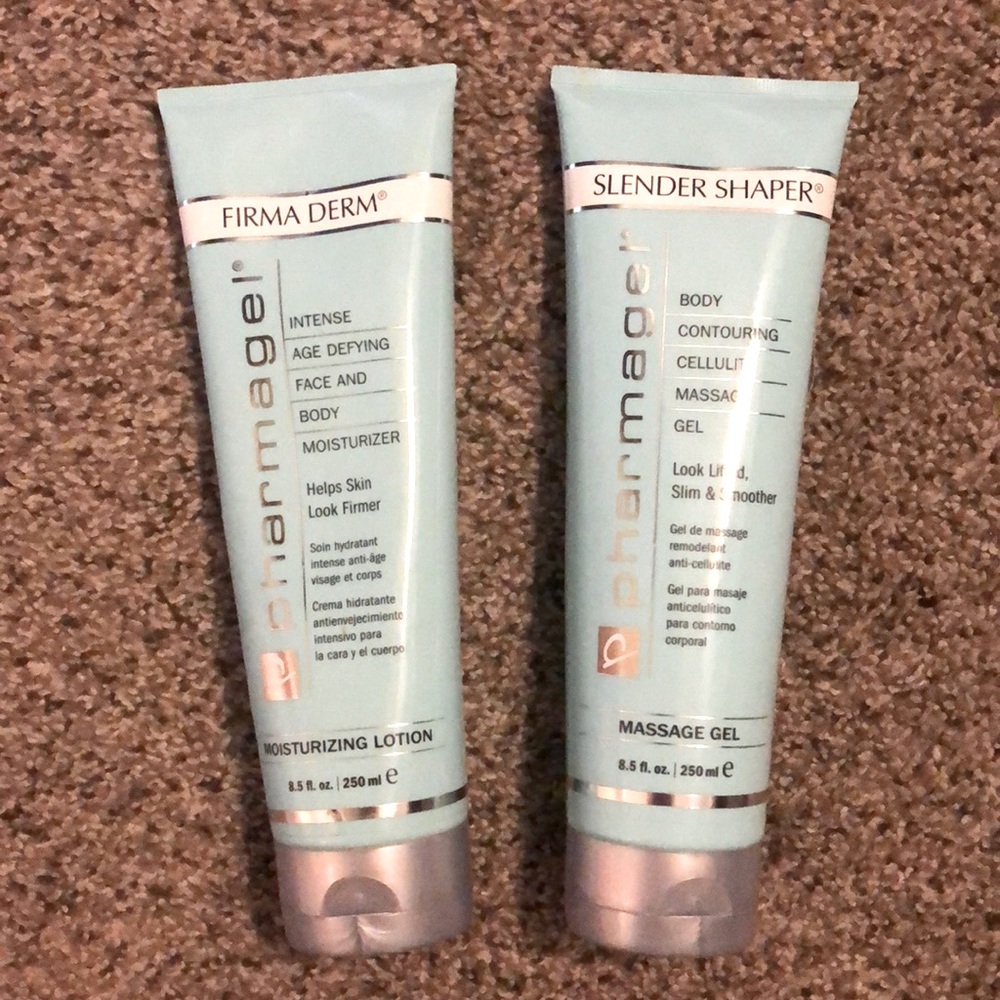 FIRMA DERM®
pharmagel®
INTENSE
AGE DEFYING
FACE AND
BODY
MOISTURIZER
Helps Skin
Look Firmer
Soin hydratant
intense anti-âge
visage et corps
Crema hidratante
antienvejecimiento
intensivo para
la cara y el cuerpo
MOISTURIZING LOTION
8.5 fl. oz. | 250 ml e
SLENDER SHAPER®
pharmagel®
BODY
CONTOURING
MASSAGE
GEL
Look
Slim & Smoother
Gel de massage
remodelant
anti-cellulite
Gel para masaje
anticelulítico
para contorno
corporal
MASSAGE GEL
8.5 fl. oz. | 250 ml e